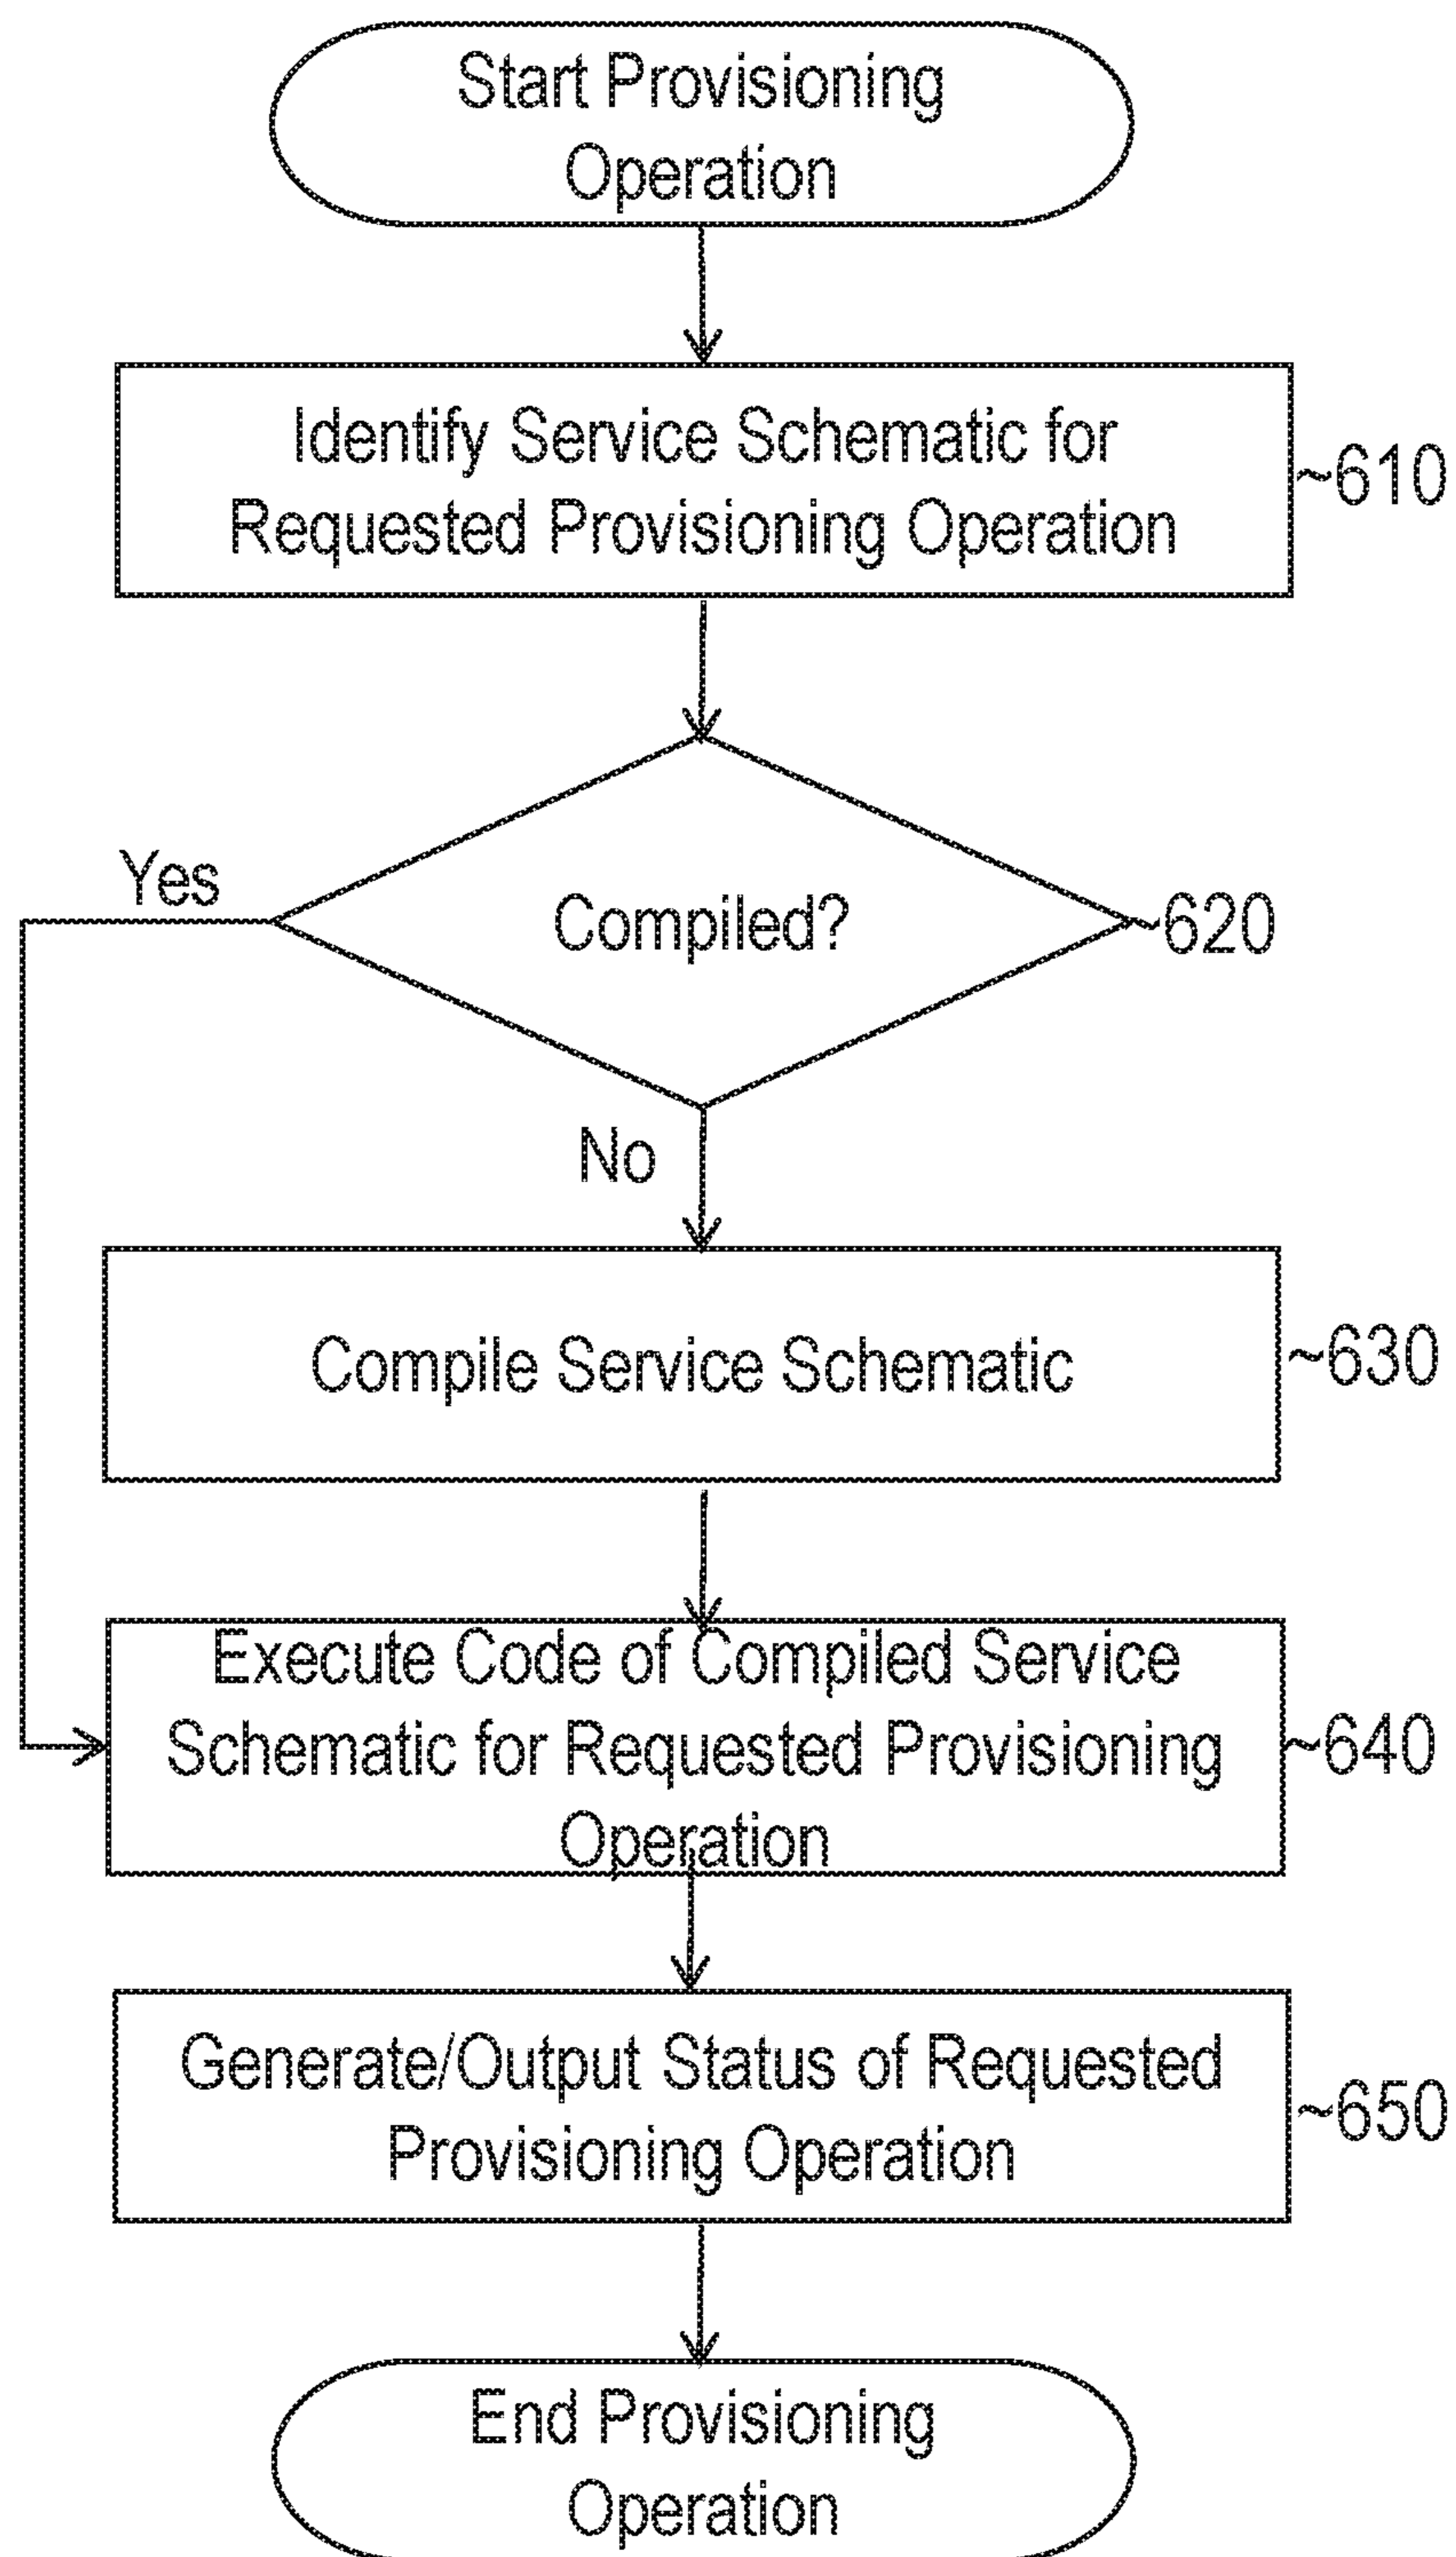 Start Provisioning
Operation
Identify Service Schematic for
Requested Provisioning Operation
~610
Yes
Compiled?
~620
No
Compile Service Schematic
~630
Execute Code of Compiled Service
Schematic for Requested Provisioning
Operation
~640
Generate/Output Status of Requested
Provisioning Operation
~650
End Provisioning
Operation